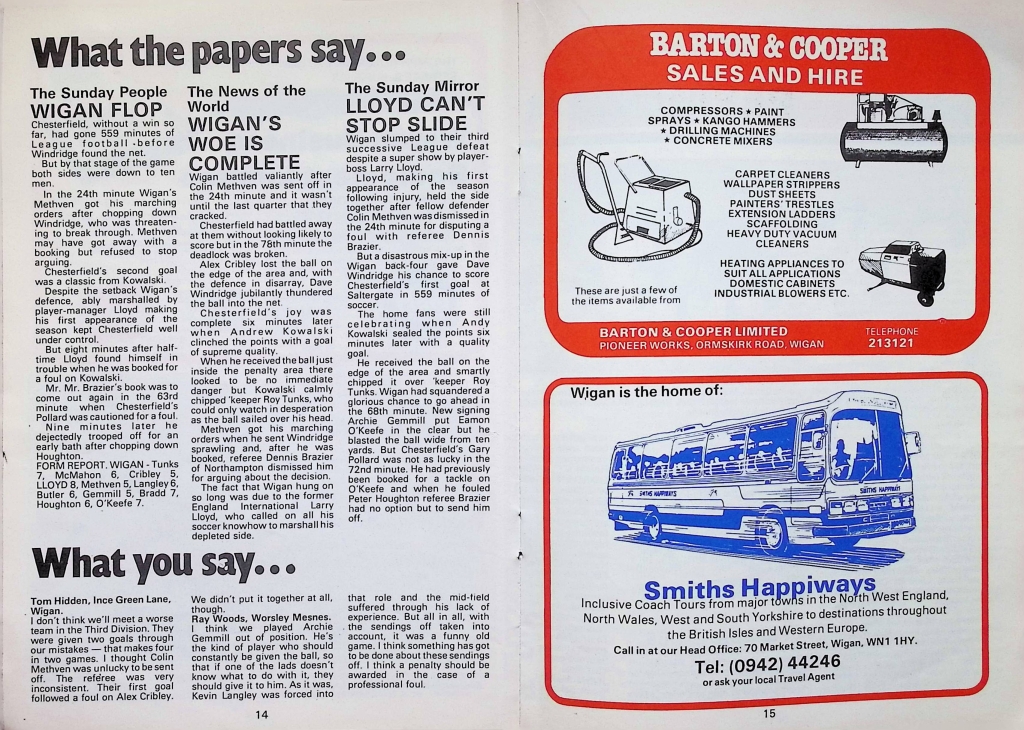 What the papers say...
The Sunday People
WIGAN FLOP
Chesterfield, without a win so
far, had gone 559 minutes of
League football before
Windridge found the net.
But by that stage of the game
both sides were down to ten
men.
In the 24th minute Wigan's
Methven got his marching
orders after chopping down
Windridge, who was threaten-
ing to break through. Methven
may have got away with a
booking but refused to stop
arguing.
Chesterfield's second goal
was a classic from Kowalski.
Despite the setback Wigan's
defence, ably marshalled by
player-manager Lloyd making
his first appearance of the
season kept Chesterfield well
under control.
But eight minutes after half-
time Lloyd found himself in
trouble when he was booked for
a foul on Kowalski.
Mr. Mr. Brazier's book was to
come out again in the 63rd
minute when Chesterfield's
Pollard was cautioned for a foul.
Nine minutes later he
dejectedly trooped off for an
early bath after chopping down
Houghton.
FORM REPORT. WIGAN - Tunks
7, McMahon 6, Cribley 5,
LLOYD 8, Methven 5, Langley 6,
Butler 6, Gemmill 5, Bradd 7,
Houghton 6, O'Keefe 7.
The News of the
World
WIGAN'S
WOE IS
COMPLETE
Wigan battled valiantly after
Colin Methven was sent off in
the 24th minute and it wasn't
until the last quarter that they
cracked.
Chesterfield had battled away
at them without looking likely to
score but in the 78th minute the
deadlock was broken.
Alex Cribley lost the ball on
the edge of the area and, with
the defence in disarray, Dave
Windridge jubilantly thundered
the ball into the net.
Chesterfield's joy was
complete six minutes later
when Andrew Kowalski
clinched the points with a goal
of supreme quality.
When he received the ball just
inside the penalty area there
looked to be no immediate
danger but Kowalski calmly
chipped 'keeper Roy Tunks, who
could only watch in desperation
as the ball sailed over his head.
Methven got his marching
orders when he sent Windridge
sprawling and, after he was
booked, referee Dennis Brazier
of Northampton dismissed him
for arguing about the decision.
The fact that Wigan hung on
so long was due to the former
England International Larry
Lloyd, who called on all his
soccer knowhow to marshal his
depleted side.
The Sunday Mirror
LLOYD CAN'T
STOP SLIDE
Wigan slumped to their third
successive League defeat
despite a super show by player-
boss Larry Lloyd.
Lloyd, making his first
appearance of the season
following injury, held the side
together after fellow defender
Colin Methven was dismissed in
the 24th minute for disputing a
foul with referee Dennis
Brazier.
But a disastrous mix-up in the
Wigan back-four gave Dave
Windridge his chance to score
Chesterfield's first goal at
Saltergate in 559 minutes of
soccer.
The home fans were still
celebrating when Andy
Kowalski sealed the points six
minutes later with a quality
goal.
He received the ball on the
edge of the area and smartly
chipped it over 'keeper Roy
Tunks. Wigan had squandered a
glorious chance to go ahead in
the 68th minute. New signing
Archie Gemmill put Eamon
O'Keefe in the clear but he
blasted the ball wide from ten
yards. But Chesterfield's Gary
Pollard was not as lucky in the
72nd minute. He had previously
been booked for a tackle on
O'Keefe and when he fouled
Peter Houghton referee Brazier
had no option but to send him
off.
What you say...
Tom Hidden, Ince Green Lane,
Wigan.
I don't think we'll meet a worse
team in the Third Division. They
were given two goals through
our mistakes — that makes four
in two games. I thought Colin
Methven was unlucky to be sent
off. The referee was very
inconsistent. Their first goal
followed a foul on Alex Cribley.
We didn't put it together at all,
though.
Ray Woods, Worsley Mesnes.
I think we played Archie
Gemmill out of position. He's
the kind of player who should
constantly be given the ball, so
that if one of the lads doesn't
know what to do with it, they
should give it to him. As it was,
Kevin Langley was forced into
that role and the mid-field
suffered through his lack of
experience. But all in all, with
the sendings off taken into
account, it was a funny old
game. I think something has got
to be done about these sendings
off. I think a penalty should be
awarded in the case of a
professional foul.
14
BARTON & COOPER
SALES AND HIRE
COMPRESSORS ★ PAINT
SPRAYS ★ KANGO HAMMERS
★ DRILLING MACHINES
★ CONCRETE MIXERS
CARPET CLEANERS
WALLPAPER STRIPPERS
DUST SHEETS
PAINTERS' TRESTLES
EXTENSION LADDERS
SCAFFOLDING
HEAVY DUTY VACUUM
CLEANERS
HEATING APPLIANCES TO
SUIT ALL APPLICATIONS
DOMESTIC CABINETS
INDUSTRIAL BLOWERS ETC.
These are just a few of
the items available from
BARTON & COOPER LIMITED
PIONEER WORKS, ORMSKIRK ROAD, WIGAN
TELEPHONE
213121
Wigan is the home of:
SMITHS HAPPIWAYS
SMITHS HAPPIWAYS
Smiths Happiways
Inclusive Coach Tours from major towns in the North West England,
North Wales, West and South Yorkshire to destinations throughout
the British Isles and Western Europe.
Call in at our Head Office: 70 Market Street, Wigan, WN1 1HY.
Tel: (0942) 44246
or ask your local Travel Agent
15